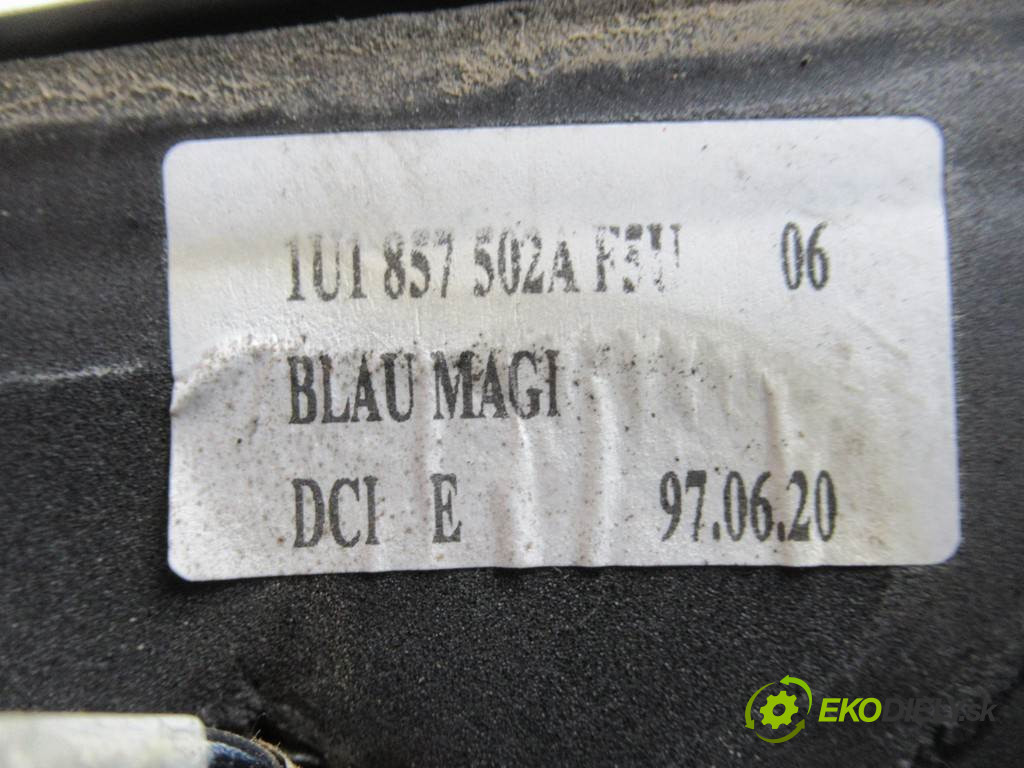 1U1 857 502A F5U 06
BLAU MAGI
DCI E 97.06.20
EKODIELY.sk